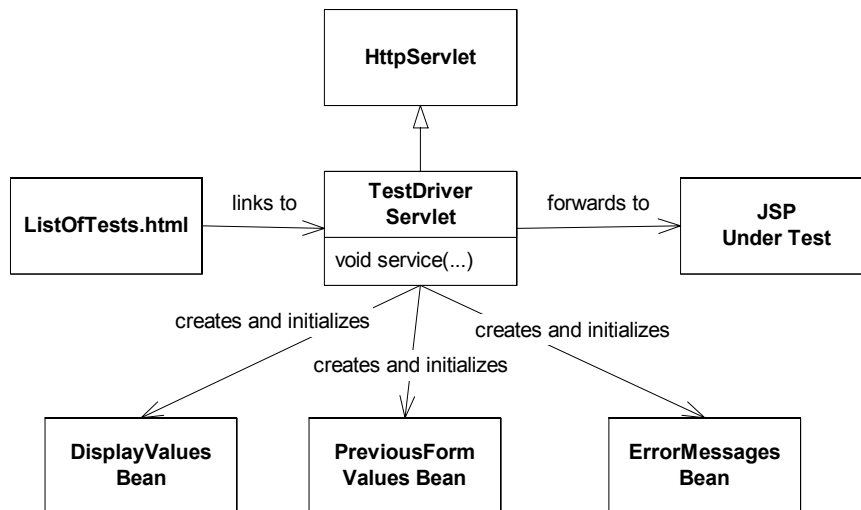 HttpServlet
ListOfTests.html
links to
TestDriver
Servlet
void service(...)
forwards to
JSP
Under Test
creates and initializes
creates and initializes
creates and initializes
DisplayValues
Bean
PreviousForm
Values Bean
ErrorMessages
Bean